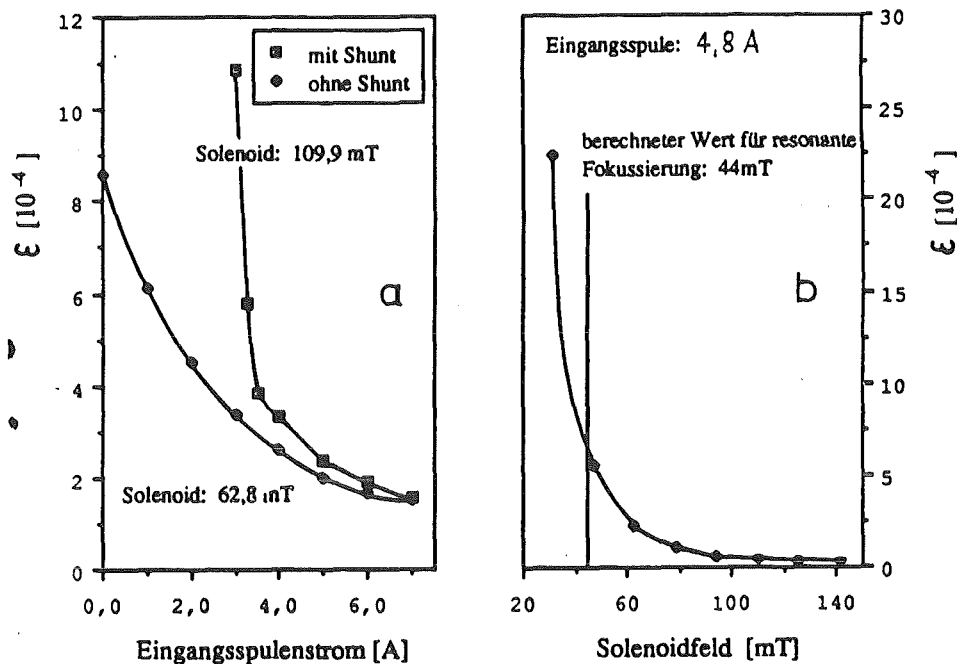 12
10
8
6
4
2
0
ε [10⁻⁴]
mit Shunt
ohne Shunt
Solenoid: 109,9 mT
a
Solenoid: 62,8 mT
0,0 2,0 4,0 6,0
Eingangsspulenstrom [A]
Eingangsspule: 4,8 A
berechneter Wert für resonante
Fokussierung: 44mT
b
30
25
20
15
10
5
0
ε [10⁻⁴]
20 60 100 140
Solenoidfeld [mT]